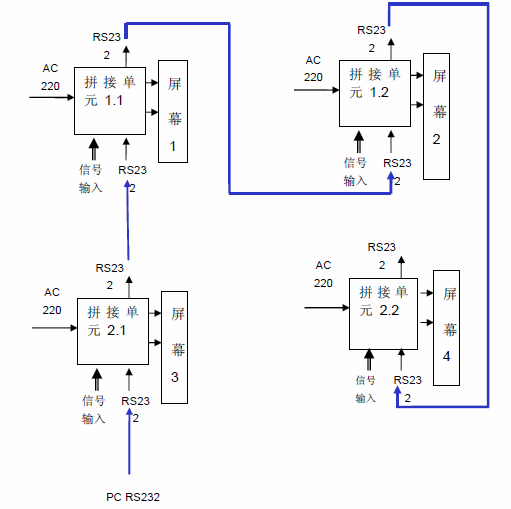 RS23
2
AC
220
拼接单
元 1.1
屏
幕
1
信号
输入
RS23
2
RS23
2
AC
220
拼接单
元 1.2
屏
幕
2
信号
输入
RS23
2
RS23
2
AC
220
拼接单
元 2.1
屏
幕
3
信号
输入
RS23
2
RS23
2
AC
220
拼接单
元 2.2
屏
幕
4
信号
输入
RS23
2
PC RS232